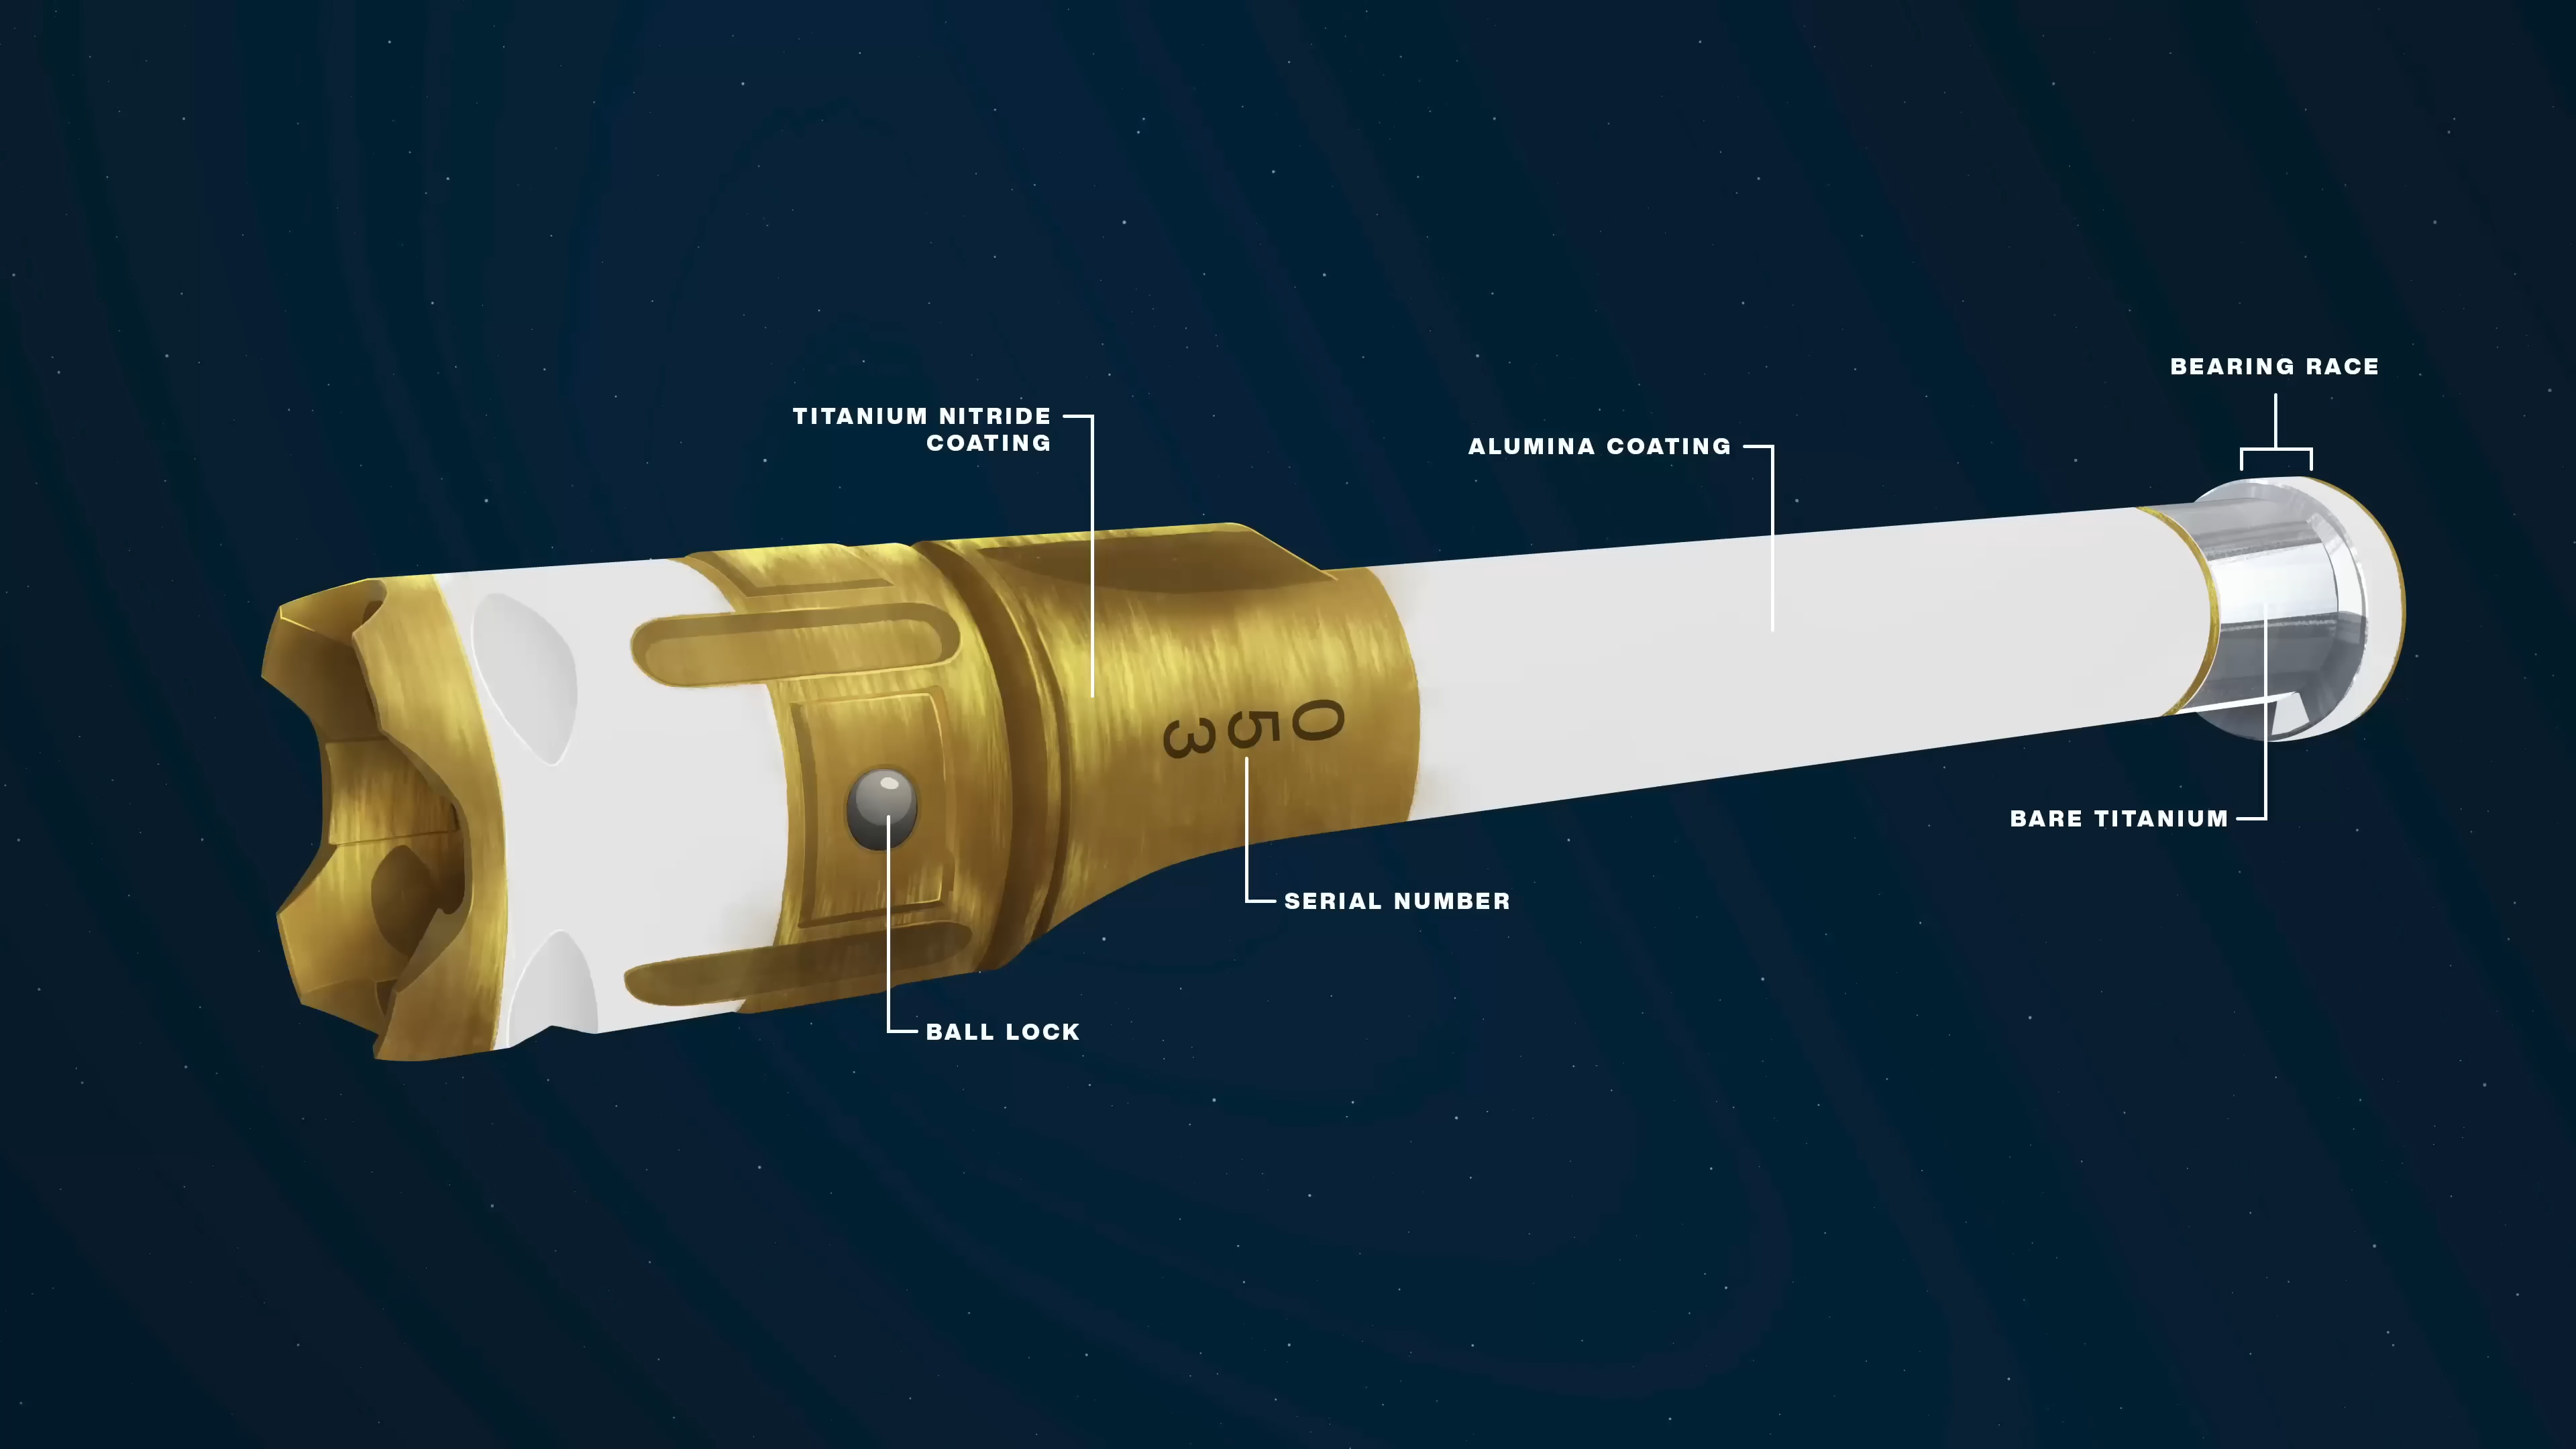 BEARING RACE
TITANIUM NITRIDE
COATING
ALUMINA COATING
053
BARE TITANIUM
SERIAL NUMBER
BALL LOCK